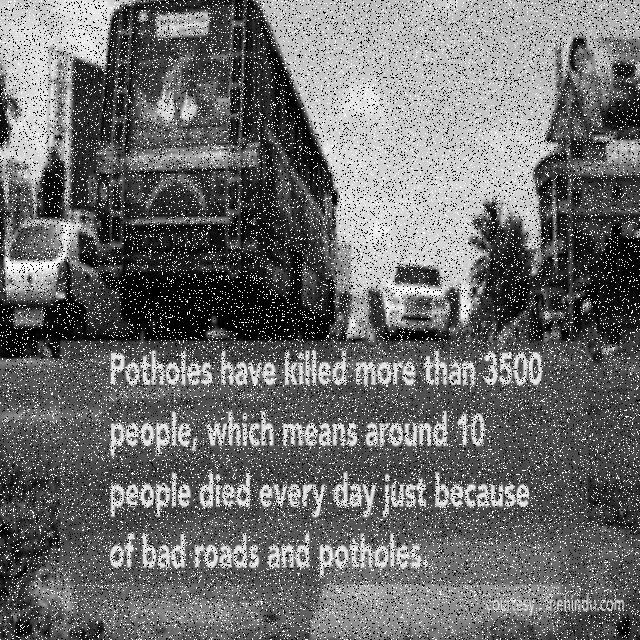 Potholes have killed more than 3500
people, which means around 10
people died every day just because
of bad roads and potholes.
courtesy : thehindu.com